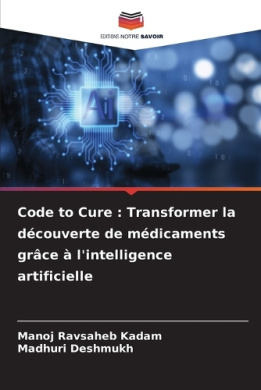 EDITIONS NOTRE SAVOIR
AI
Code to Cure : Transformer la
découverte de médicaments
grâce à l'intelligence
artificielle
Manoj Ravsaheb Kadam
Madhuri Deshmukh